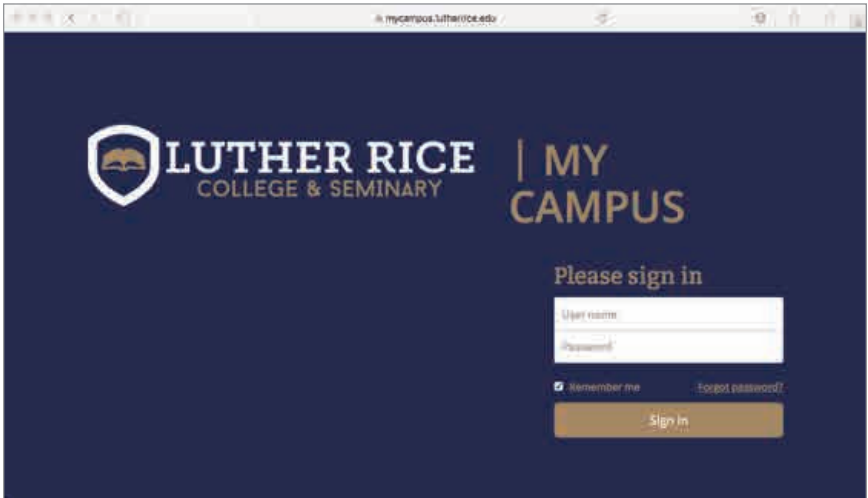 mycampus.lutherrice.edu
LUTHER RICE
COLLEGE & SEMINARY
| MY
CAMPUS
Please sign in
User name
Password
Remember me
Forgot password?
Sign in